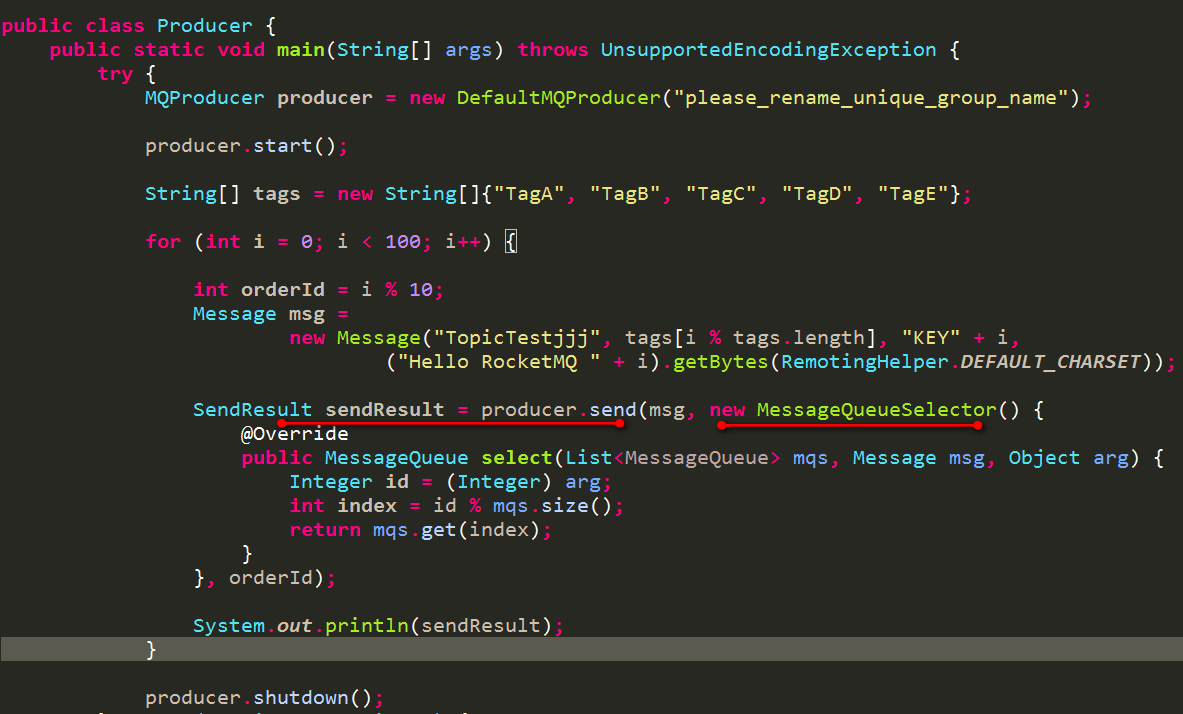 public class Producer {
public static void main(String[] args) throws UnsupportedEncodingException {
try {
MQProducer producer = new DefaultMQProducer("please_rename_unique_group_name");
producer.start();
String[] tags = new String[]{"TagA", "TagB", "TagC", "TagD", "TagE"};
for (int i = 0; i < 100; i++) {
int orderId = i % 10;
Message msg =
new Message("TopicTestjjj", tags[i % tags.length], "KEY" + i,
("Hello RocketMQ " + i).getBytes(RemotingHelper.DEFAULT_CHARSET));
SendResult sendResult = producer.send(msg, new MessageQueueSelector() {
@Override
public MessageQueue select(List<MessageQueue> mqs, Message msg, Object arg) {
Integer id = (Integer) arg;
int index = id % mqs.size();
return mqs.get(index);
}
}, orderId);
System.out.println(sendResult);
}
producer.shutdown();